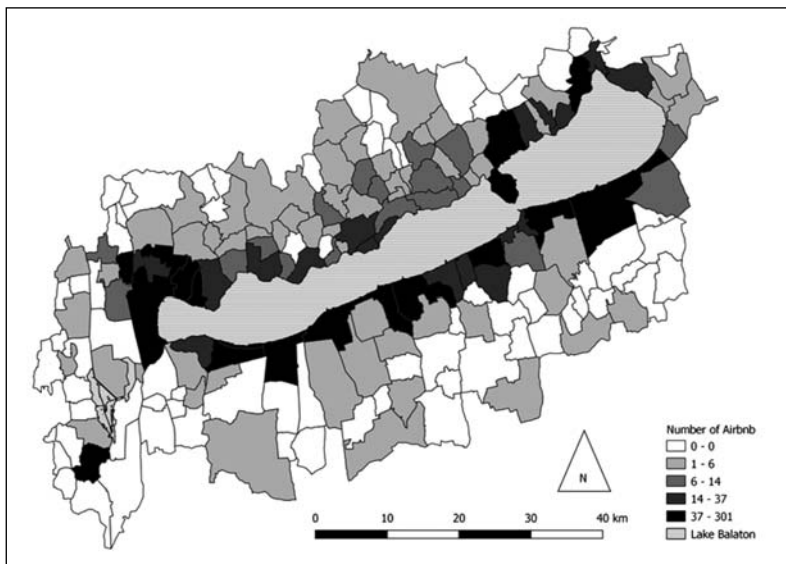 Number of Airbnb
0 - 0
1 - 6
6 - 14
14 - 37
37 - 301
Lake Balaton
N
0 10 20 30 40 km